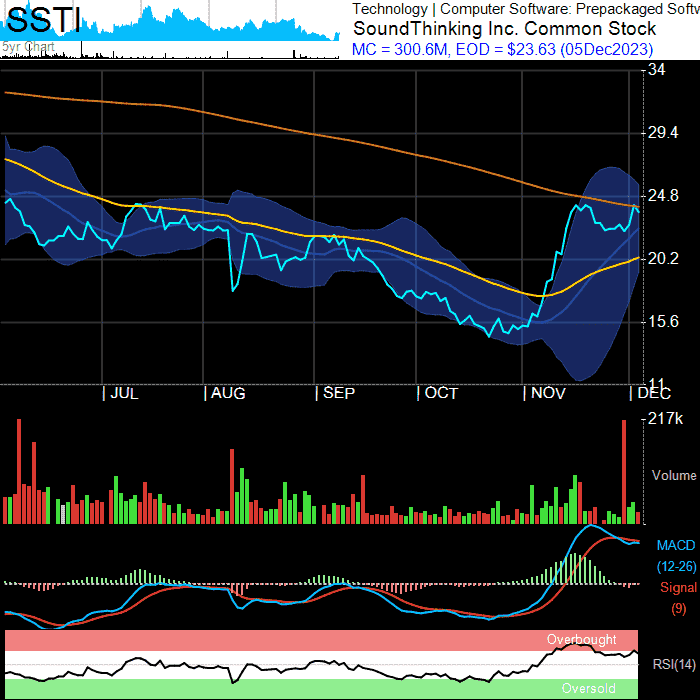 SSTI
5yr Chart
Technology | Computer Software: Prepackaged Softw
SoundThinking Inc. Common Stock
MC = 300.6M, EOD = $23.63 (05Dec2023)
34
29.4
24.8
20.2
15.6
11
| JUL | AUG | SEP | OCT | NOV | DEC
217k
Volume
MACD
(12-26)
Signal
(9)
Overbought
RSI(14)
Oversold